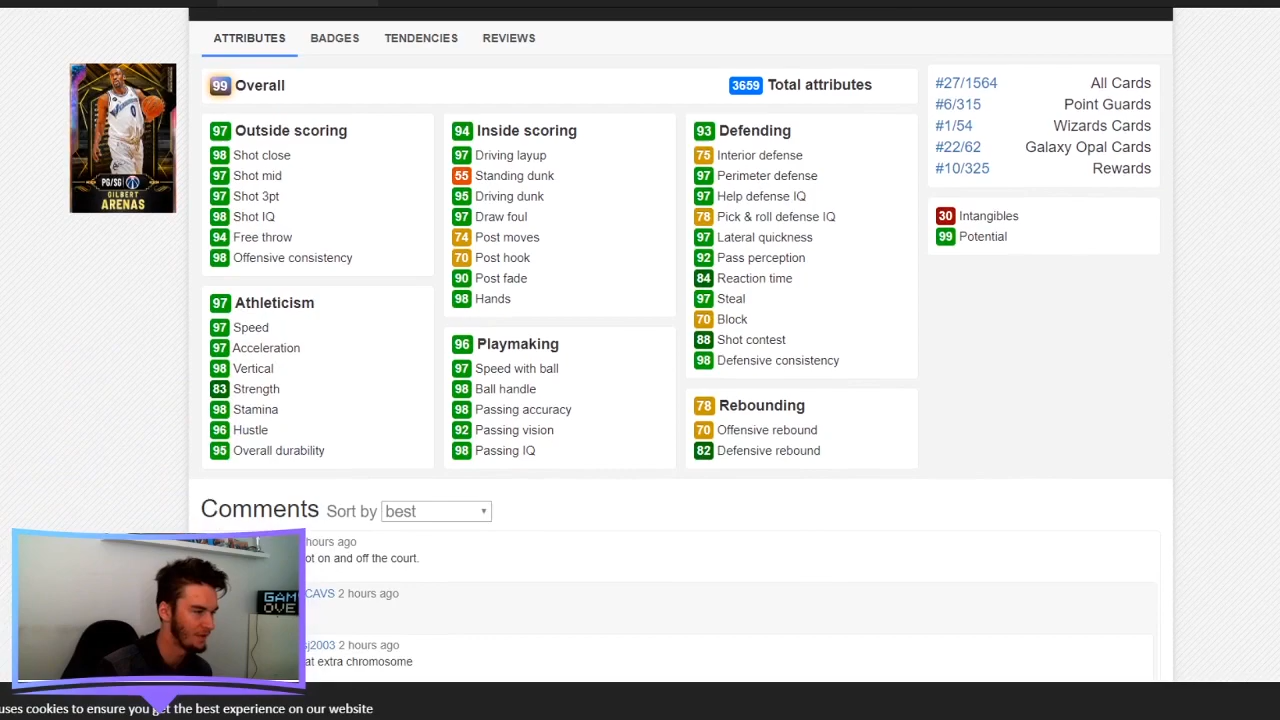 ATTRIBUTES BADGES TENDENCIES REVIEWS
99 Overall
3659 Total attributes
#27/1564 All Cards
#6/315 Point Guards
#1/54 Wizards Cards
#22/62 Galaxy Opal Cards
#10/325 Rewards
30 Intangibles
99 Potential
0
PG/SG
GILBERT
ARENAS
97 Outside scoring
98 Shot close
97 Shot mid
97 Shot 3pt
98 Shot IQ
94 Free throw
98 Offensive consistency
97 Athleticism
97 Speed
97 Acceleration
98 Vertical
83 Strength
98 Stamina
96 Hustle
95 Overall durability
94 Inside scoring
97 Driving layup
55 Standing dunk
95 Driving dunk
97 Draw foul
74 Post moves
70 Post hook
90 Post fade
98 Hands
96 Playmaking
97 Speed with ball
98 Ball handle
98 Passing accuracy
92 Passing vision
98 Passing IQ
93 Defending
75 Interior defense
97 Perimeter defense
97 Help defense IQ
78 Pick & roll defense IQ
97 Lateral quickness
92 Pass perception
84 Reaction time
97 Steal
70 Block
88 Shot contest
98 Defensive consistency
78 Rebounding
70 Offensive rebound
82 Defensive rebound
Comments Sort by best
hours ago
ot on and off the court.
CAVS 2 hours ago
sj2003 2 hours ago
at extra chromosome
GAME
OVE
uses cookies to ensure you get the best experience on our website